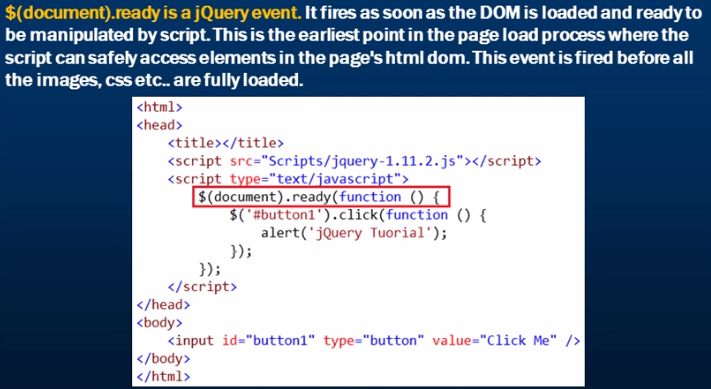 $(document).ready is a jQuery event. It fires as soon as the DOM is loaded and ready to
be manipulated by script. This is the earliest point in the page load process where the
script can safely access elements in the page's html dom. This event is fired before all
the images, css etc.. are fully loaded.
<html>
<head>
    <title></title>
    <script src="Scripts/jquery-1.11.2.js"></script>
    <script type="text/javascript">
        $(document).ready(function () {
            $('#button1').click(function () {
                alert('jQuery Tuorial');
            });
        });
    </script>
</head>
<body>
    <input id="button1" type="button" value="Click Me" />
</body>
</html>